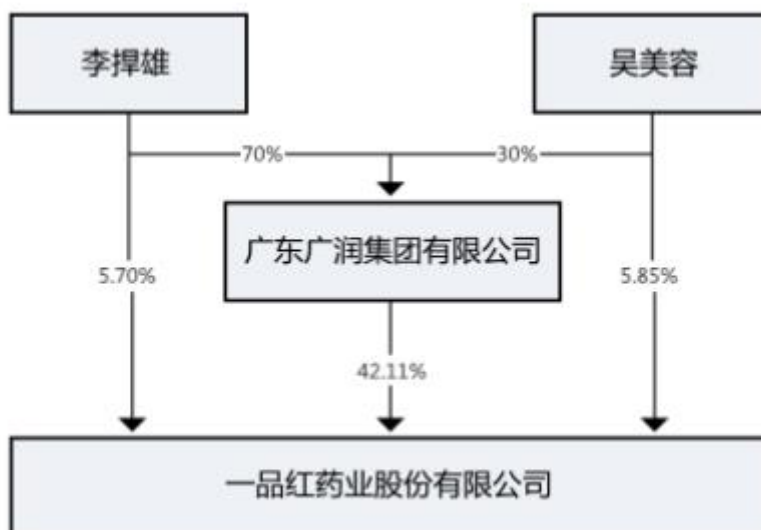 李捍雄
吴美容
70%
30%
广东广润集团有限公司
5.70%
5.85%
42.11%
一品红药业股份有限公司